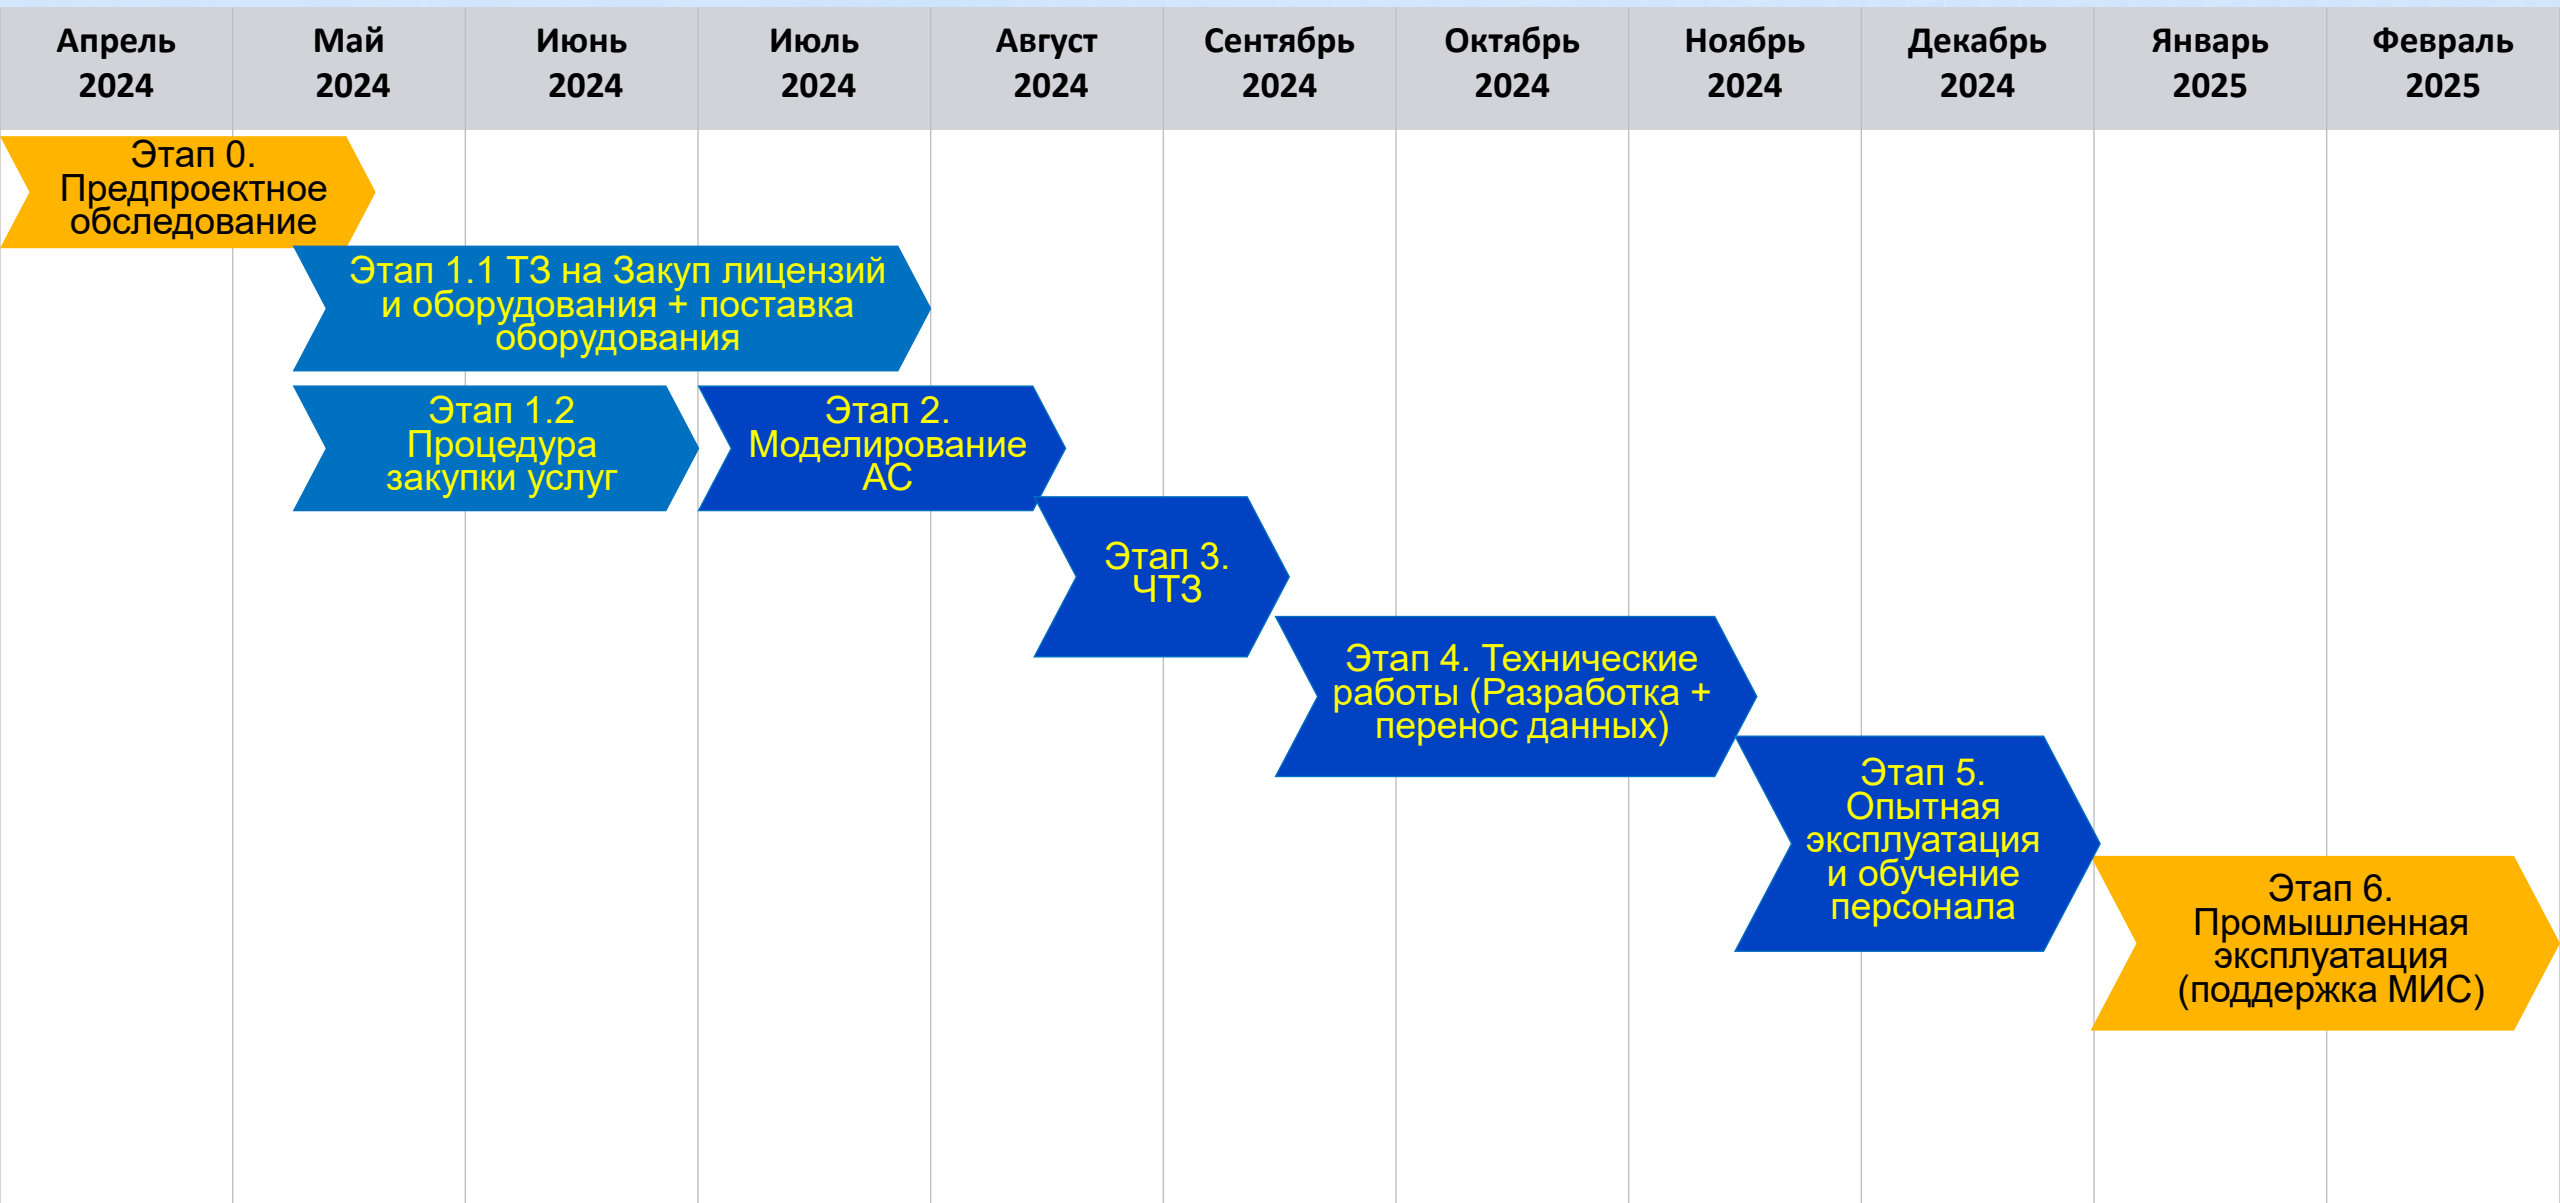 Апрель
2024
Май
2024
Июнь
2024
Июль
2024
Август
2024
Сентябрь
2024
Октябрь
2024
Ноябрь
2024
Декабрь
2024
Январь
2025
Февраль
2025
Этап 0.
Предпроектное
обследование
Этап 1.1 ТЗ на Закуп лицензий
и оборудования + поставка
оборудования
Этап 1.2
Процедура
закупки услуг
Этап 2.
Моделирование
АС
Этап 3.
ЧТЗ
Этап 4. Технические
работы (Разработка +
перенос данных)
Этап 5.
Опытная
эксплуатация
и обучение
персонала
Этап 6.
Промышленная
эксплуатация
(поддержка МИС)